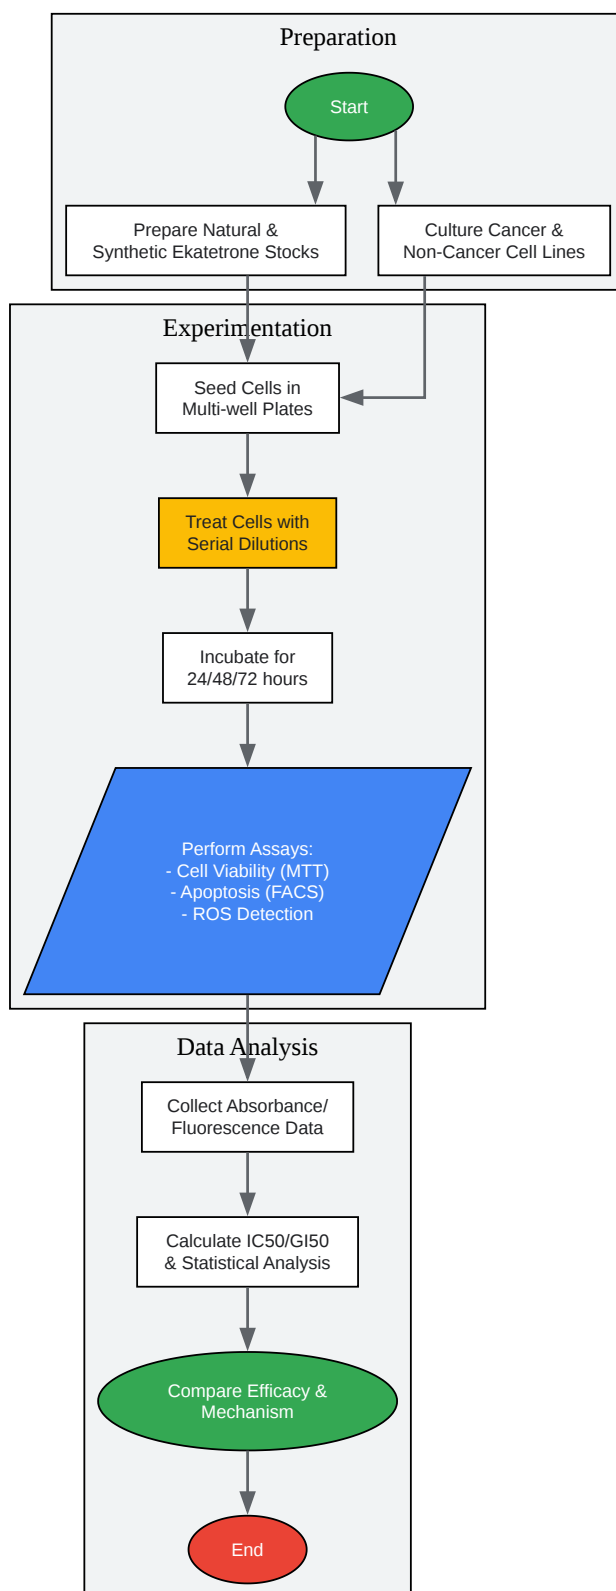 Preparation
Start
Prepare Natural &
Synthetic Ekatetrone Stocks
Culture Cancer &
Non-Cancer Cell Lines
Experimentation
Seed Cells in
Multi-well Plates
Treat Cells with
Serial Dilutions
Incubate for
24/48/72 hours
Perform Assays:
- Cell Viability (MTT)
- Apoptosis (FACS)
- ROS Detection
Data Analysis
Collect Absorbance/
Fluorescence Data
Calculate IC50/GI50
& Statistical Analysis
Compare Efficacy &
Mechanism
End